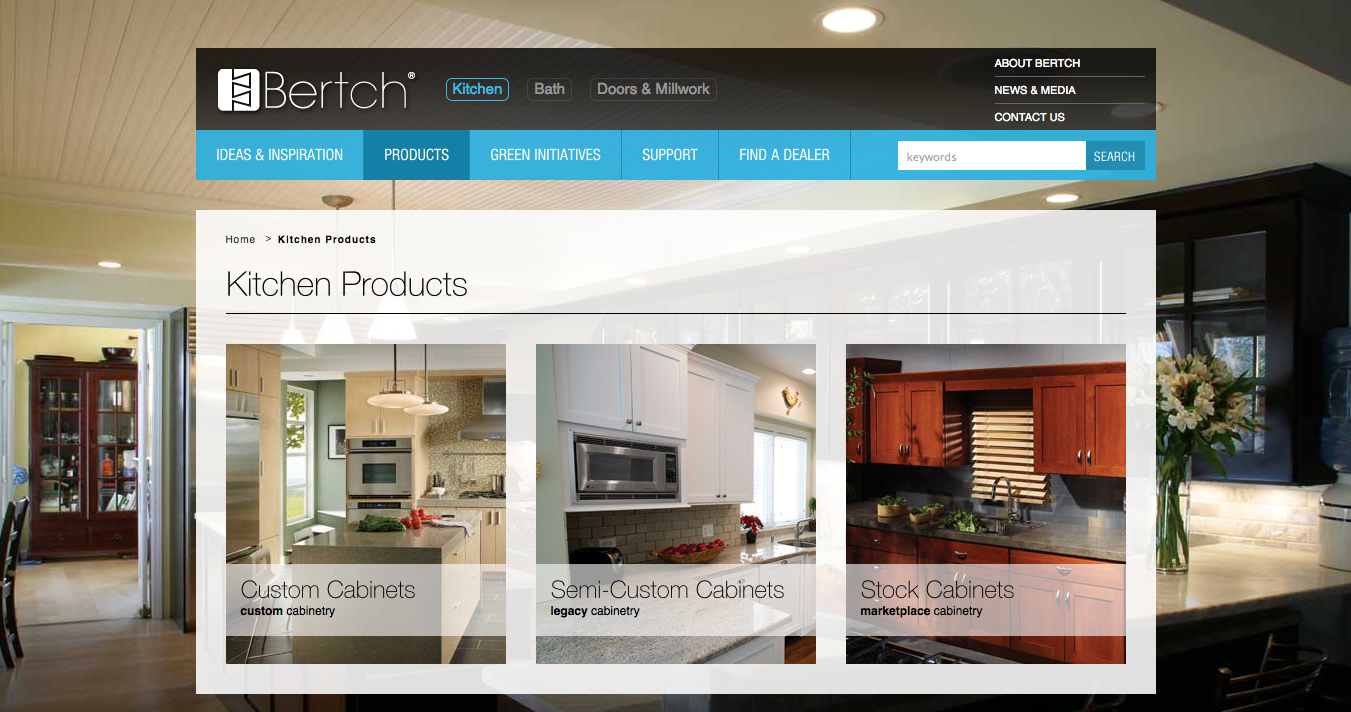 Bertch®
Kitchen
Bath
Doors & Millwork
ABOUT BERTCH
NEWS & MEDIA
CONTACT US
IDEAS & INSPIRATION
PRODUCTS
GREEN INITIATIVES
SUPPORT
FIND A DEALER
keywords
SEARCH
Home > Kitchen Products
Kitchen Products
Custom Cabinets
custom cabinetry
Semi-Custom Cabinets
legacy cabinetry
Stock Cabinets
marketplace cabinetry